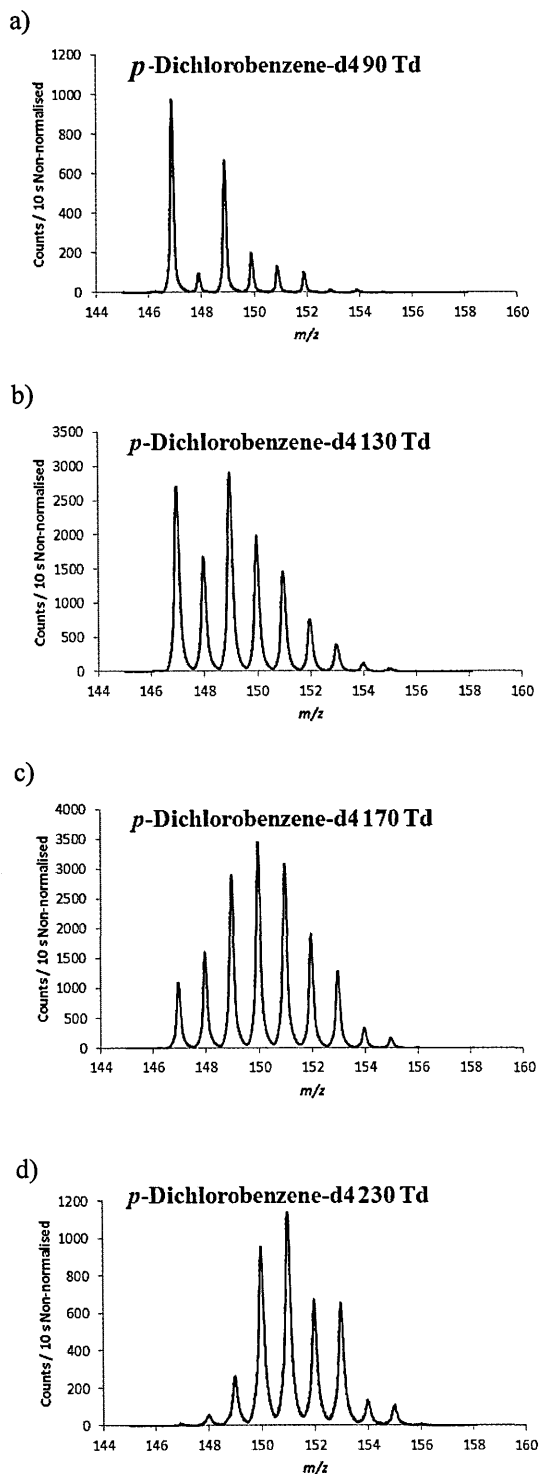 a)
p-Dichlorobenzene-d4 90 Td
Counts / 10 s Non-normalised
1200
1000
800
600
400
200
0
144 146 148 150 152 154 156 158 160
m/z
b)
p-Dichlorobenzene-d4 130 Td
Counts / 10 s Non-normalised
3500
3000
2500
2000
1500
1000
500
0
144 146 148 150 152 154 156 158 160
m/z
c)
p-Dichlorobenzene-d4 170 Td
Counts / 10 s Non-normalised
4000
3500
3000
2500
2000
1500
1000
500
0
144 146 148 150 152 154 156 158 160
m/z
d)
p-Dichlorobenzene-d4 230 Td
Counts / 10 s Non-normalised
1200
1000
800
600
400
200
0
144 146 148 150 152 154 156 158 160
m/z